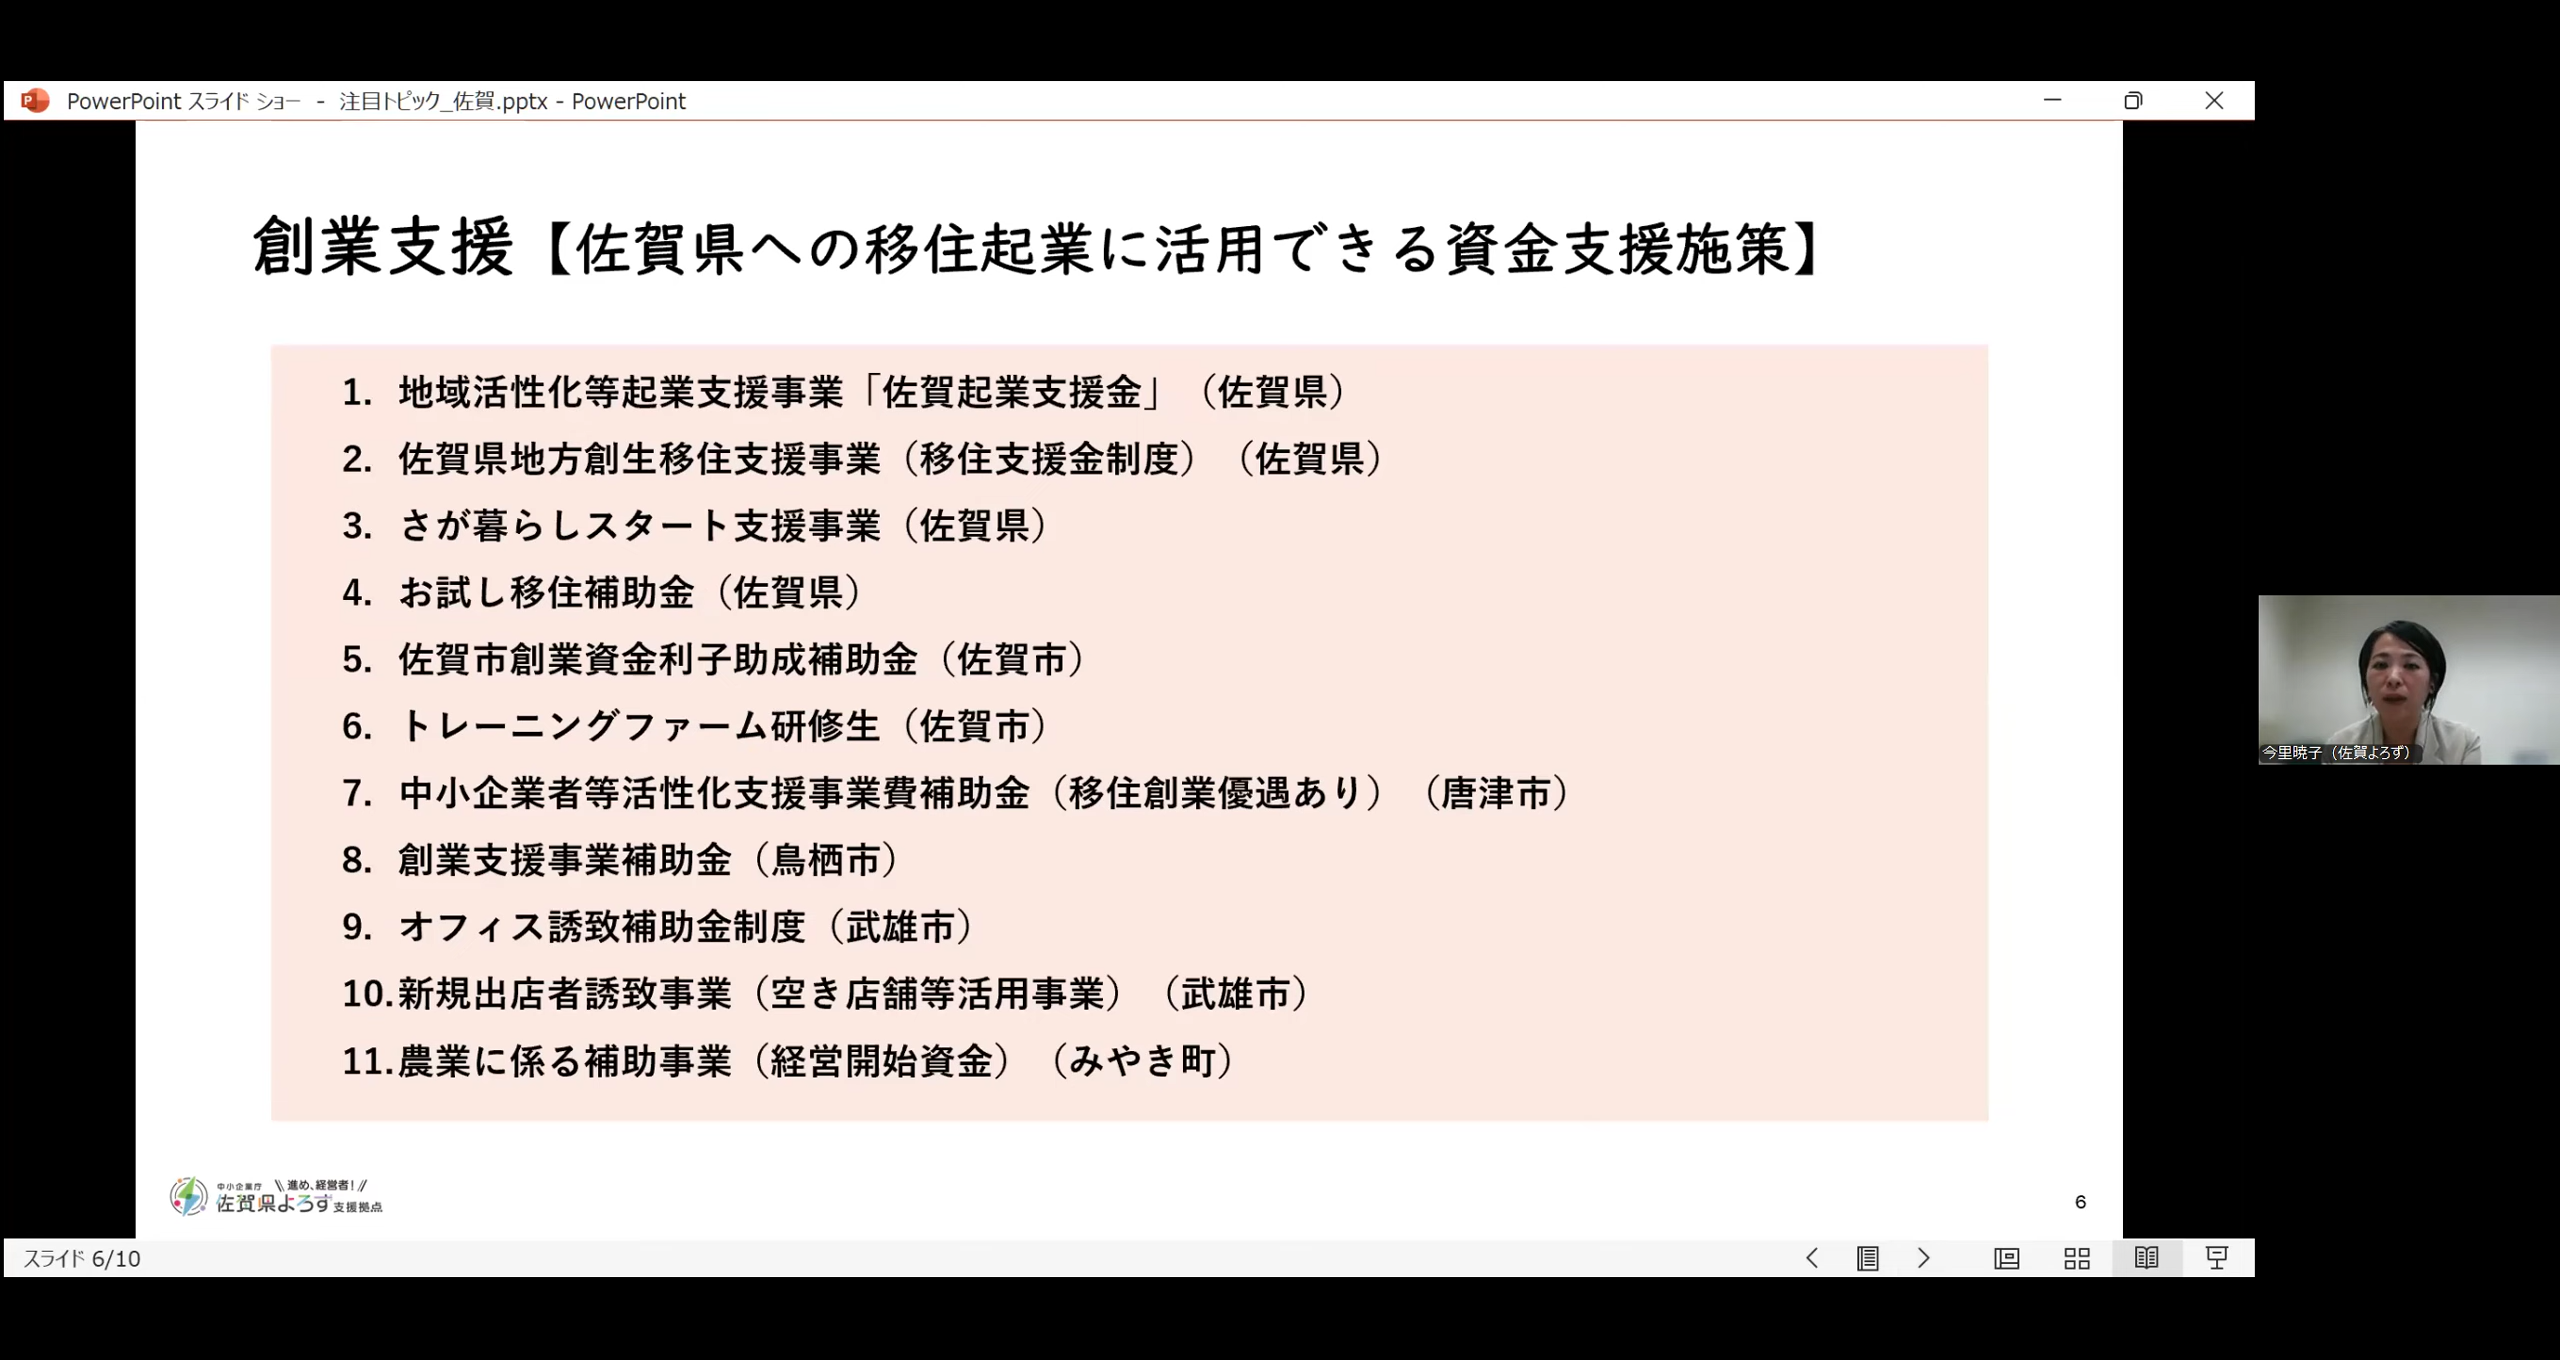 PowerPoint スライド ショー - 注目トピック_佐賀.pptx - PowerPoint
創業支援【佐賀県への移住起業に活用できる資金支援施策】
1. 地域活性化等起業支援事業「佐賀起業支援金」（佐賀県）
2. 佐賀県地方創生移住支援事業（移住支援金制度）（佐賀県）
3. さが暮らしスタート支援事業（佐賀県）
4. お試し移住補助金（佐賀県）
5. 佐賀市創業資金利子助成補助金（佐賀市）
6. トレーニングファーム研修生（佐賀市）
7. 中小企業者等活性化支援事業費補助金（移住創業優遇あり）（唐津市）
8. 創業支援事業補助金（鳥栖市）
9. オフィス誘致補助金制度（武雄市）
10.新規出店者誘致事業（空き店舗等活用事業）（武雄市）
11.農業に係る補助事業（経営開始資金）（みやき町）
今里暁子（佐賀よろず）
中小企業庁 \\進め、経営者！//
佐賀県よろず支援拠点
6
スライド 6/10